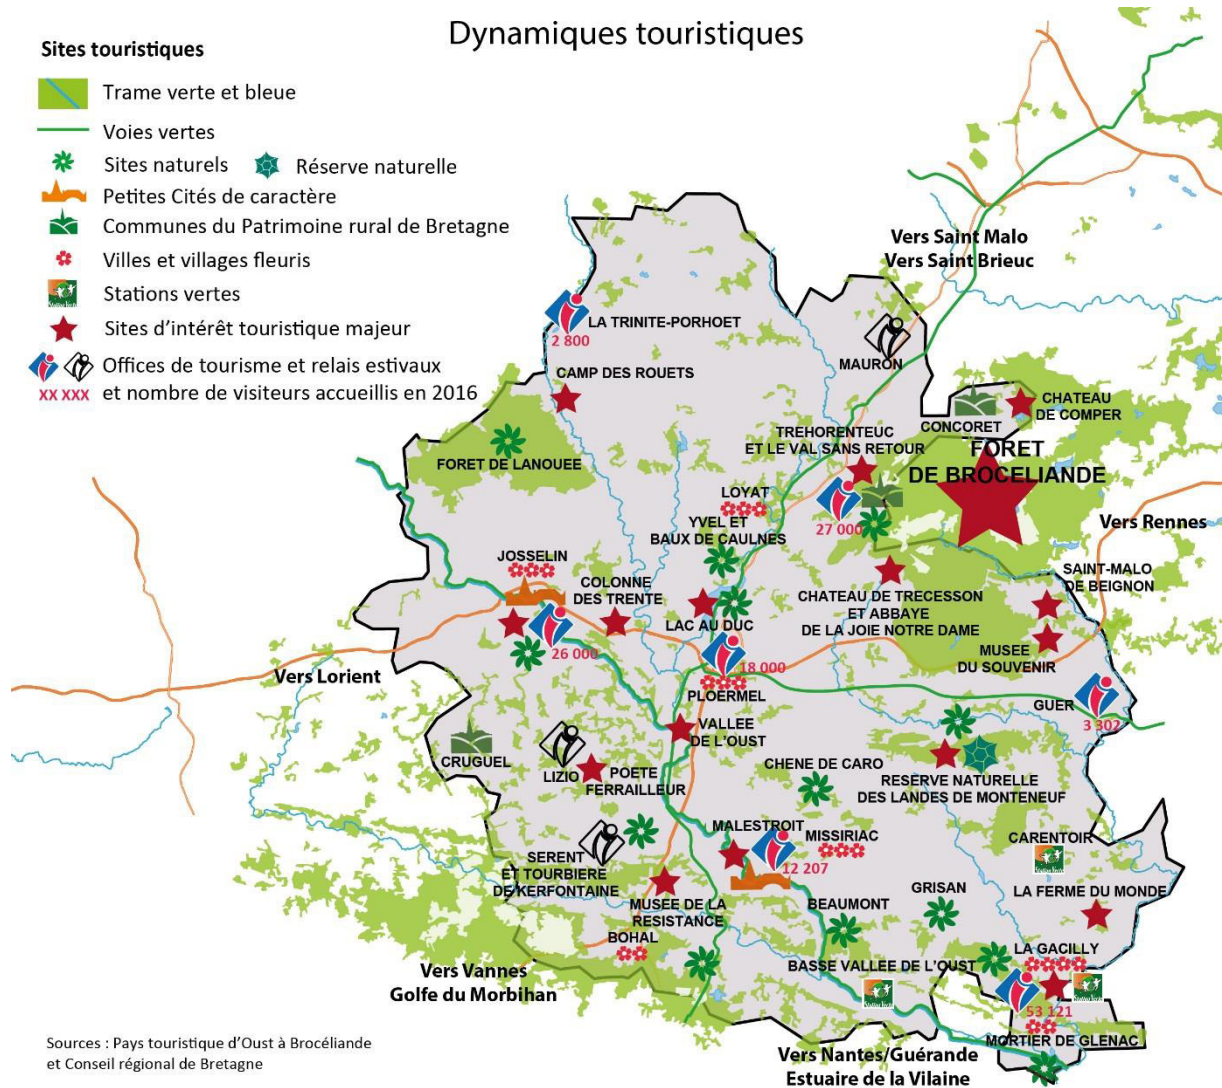 Dynamiques touristiques
Sites touristiques
Trame verte et bleue
Voies vertes
Sites naturels
Réserve naturelle
Petites Cités de caractère
Communes du Patrimoine rural de Bretagne
Villes et villages fleuris
Stations vertes
Sites d'intérêt touristique majeur
Offices de tourisme et relais estivaux
xx xxx et nombre de visiteurs accueillis en 2016
Vers Saint Malo
Vers Saint Brieuc
LA TRINITE-PORHOET
2 800
MAURON
CAMP DES ROUETS
CHATEAU
DE COMPER
CONCORET
TREHORENTEUC
ET LE VAL SANS RETOUR
FORET
DE BROCELIANDE
FORET DE LANOUEE
LOYAT
27 000
Vers Rennes
YVEL ET
BAUX DE CAULNES
JOSSELIN
COLONNE
DES TRENTE
SAINT-MALO
DE BEIGNON
CHATEAU DE TRECESSON
ET ABBAYE
DE LA JOIE NOTRE DAME
LAC AU DUC
26 000
MUSEE
DU SOUVENIR
18 000
Vers Lorient
PLOERMEL
GUER
3 302
VALLEE
DE L'OUST
CRUGUEL
LIZIO
POETE
FERRAILLEUR
CHENE DE CARO
RESERVE NATURELLE
DES LANDES DE MONTENEUF
MALESTROIT
MISSIRIAC
CARENTOIR
12 207
SERENT
ET TOURBIERE
DE KERFONTAINE
GRISAN
LA FERME DU MONDE
MUSEE DE LA
RESISTANCE
BEAUMONT
BOHAL
LA GACILLY
BASSE VALLEE DE L'OUST
Vers Vannes
Golfe du Morbihan
53 121
MORTIER DE GLENAC
Vers Nantes/Guérande
Estuaire de la Vilaine
Sources : Pays touristique d'Oust à Brocéliande
et Conseil régional de Bretagne